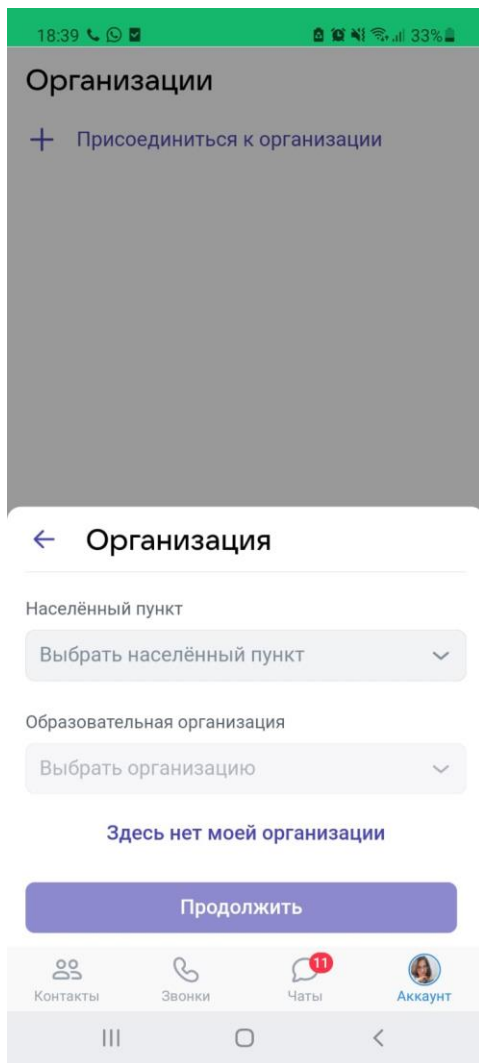 18:39 33%
Организации
+ Присоединиться к организации
Организация
Населённый пункт
Выбрать населённый пункт
Образовательная организация
Выбрать организацию
Здесь нет моей организации
Продолжить
11
Контакты Звонки Чаты Аккаунт